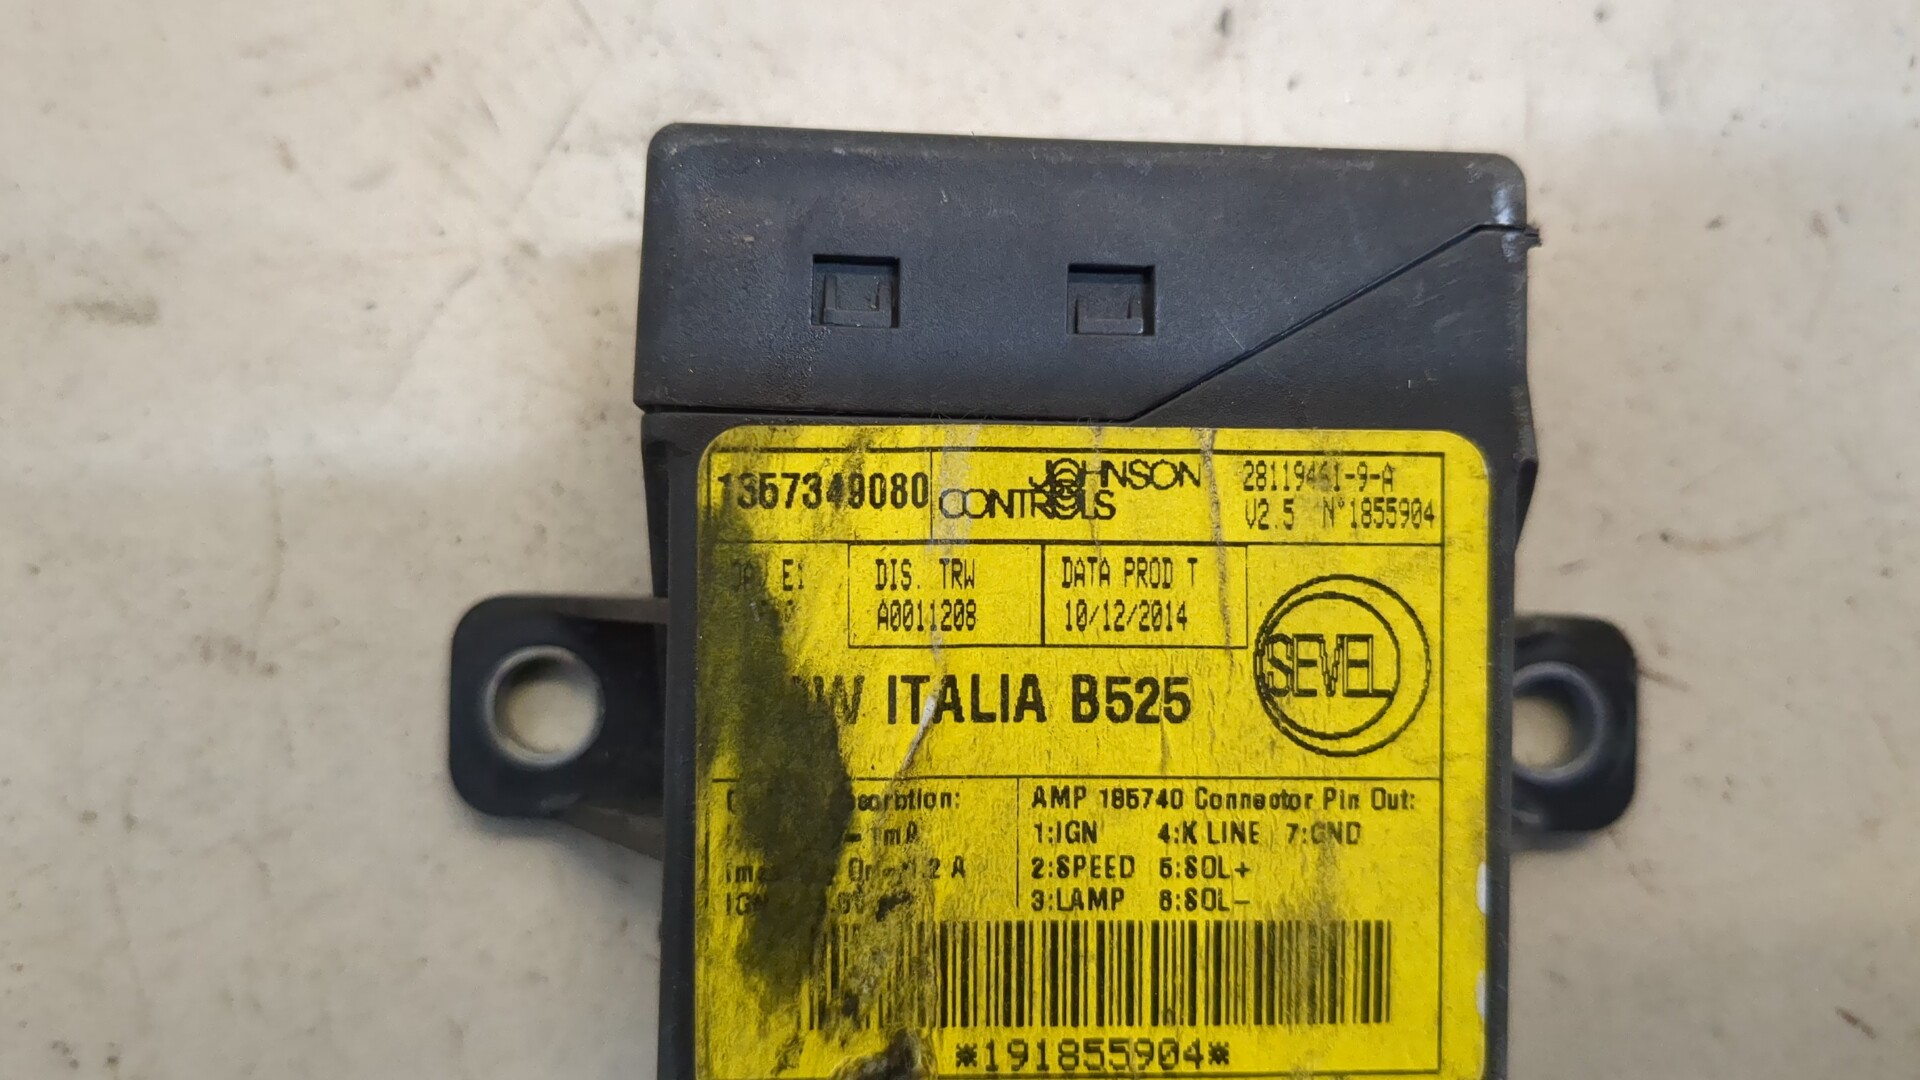 1357349080
JOHNSON
CONTROLS
28119461-9-A
V2.5 N°1855904
E1
DIS. TRW
A0011208
DATA PROD T
10/12/2014
SEVEL
ITALIA B525
AMP 185740 Connector Pin Out:
1:IGN 4:K LINE 7:GND
2:SPEED 5:SOL+
3:LAMP 6:SOL-
*191855904*